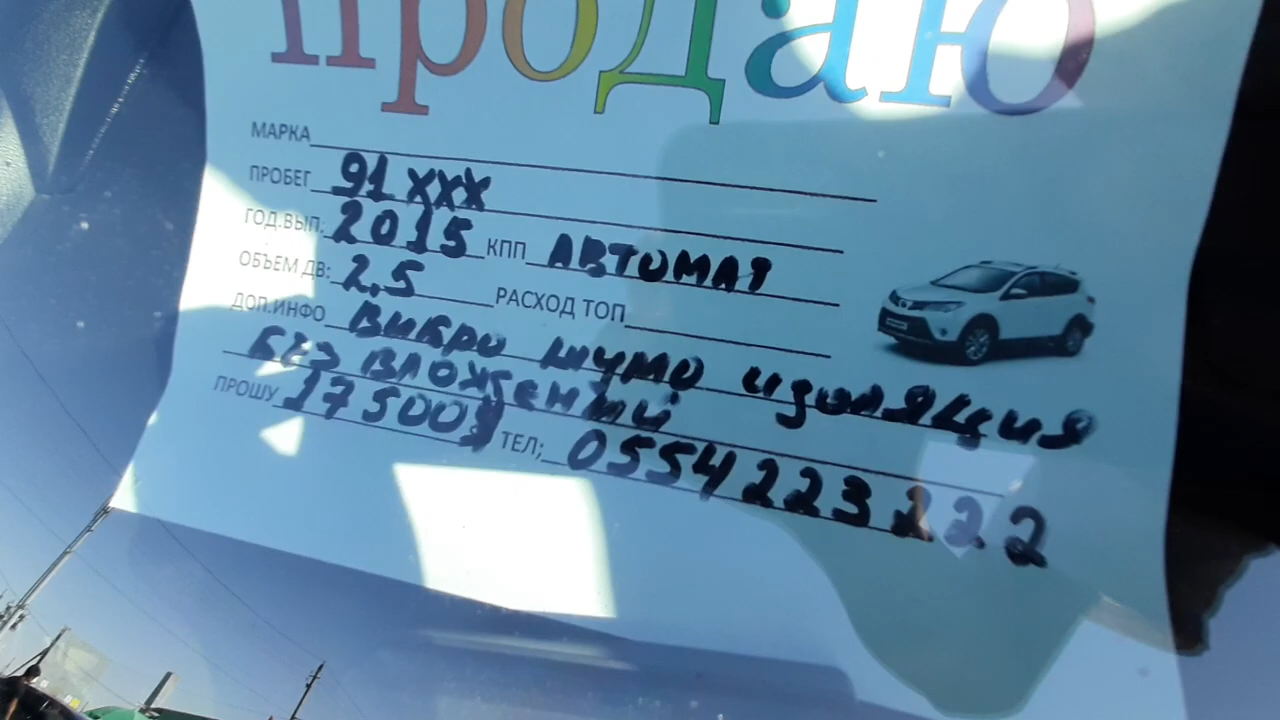 продаю
МАРКА
ПРОБЕГ 91 XXX
ГОД.ВЫП: 2015 КПП АВТОМАТ
ОБЪЕМ ДВ: 2,5 РАСХОД ТОП
ДОП.ИНФО ВИБРО ШУМО ИЗОЛЯЦИЯ
БЕЗ ВЛОЖЕНИЙ
ПРОШУ 17500$ ТЕЛ; 0554223222